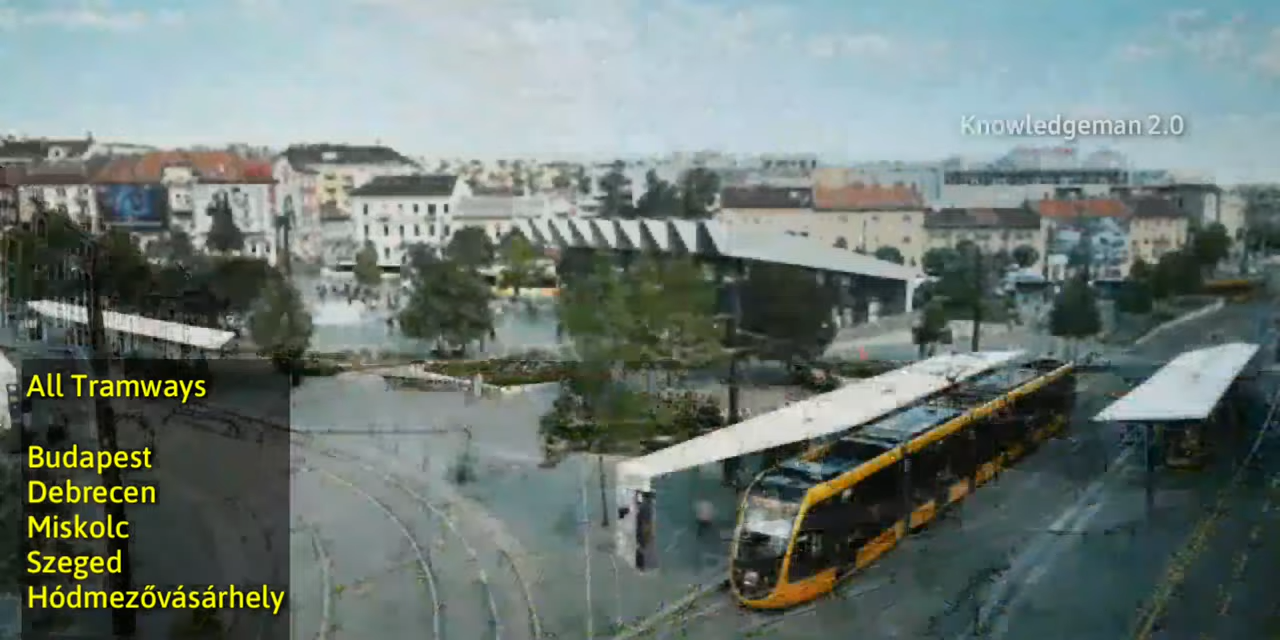 Knowledgeman 2.0
All Tramways
Budapest
Debrecen
Miskolc
Szeged
Hódmezővásárhely